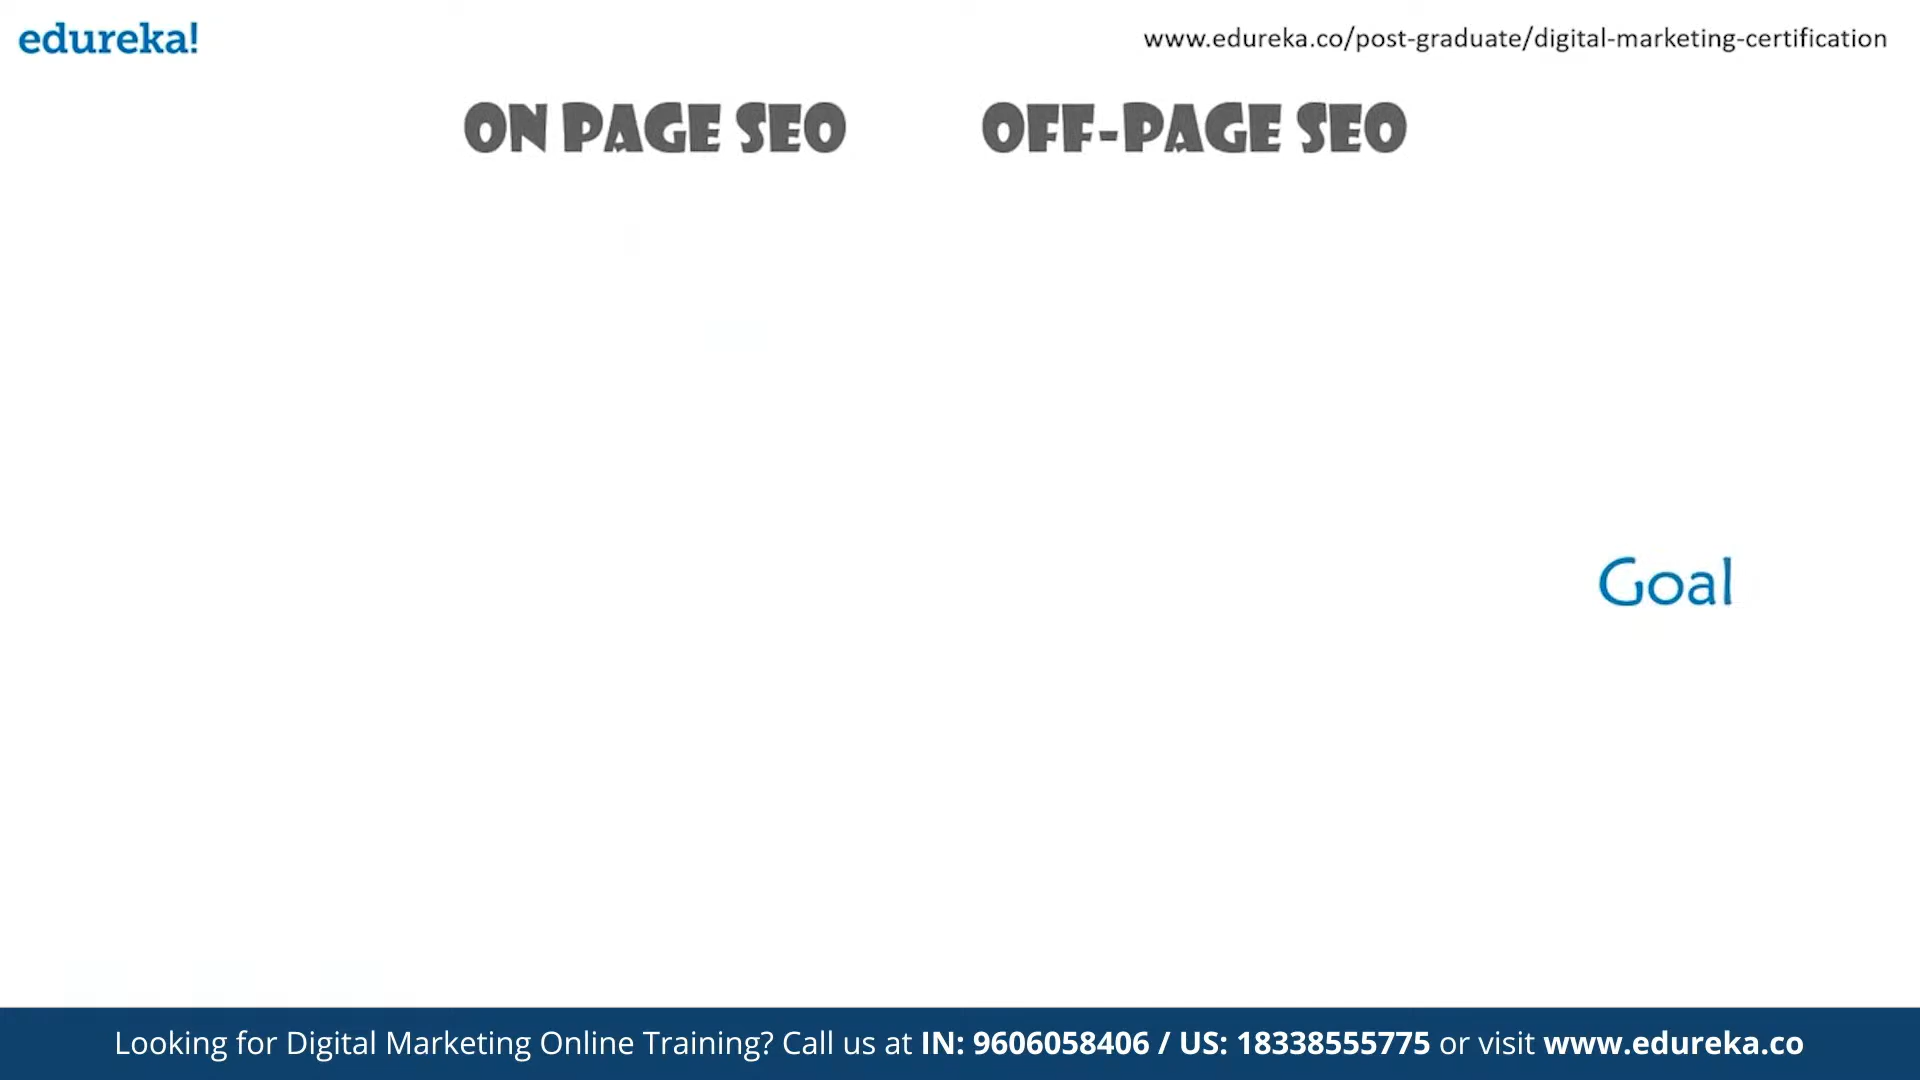 edureka!
www.edureka.co/post-graduate/digital-marketing-certification
ON PAGE SEO
OFF-PAGE SEO
Goal
Looking for Digital Marketing Online Training? Call us at IN: 9606058406 / US: 18338555775 or visit www.edureka.co